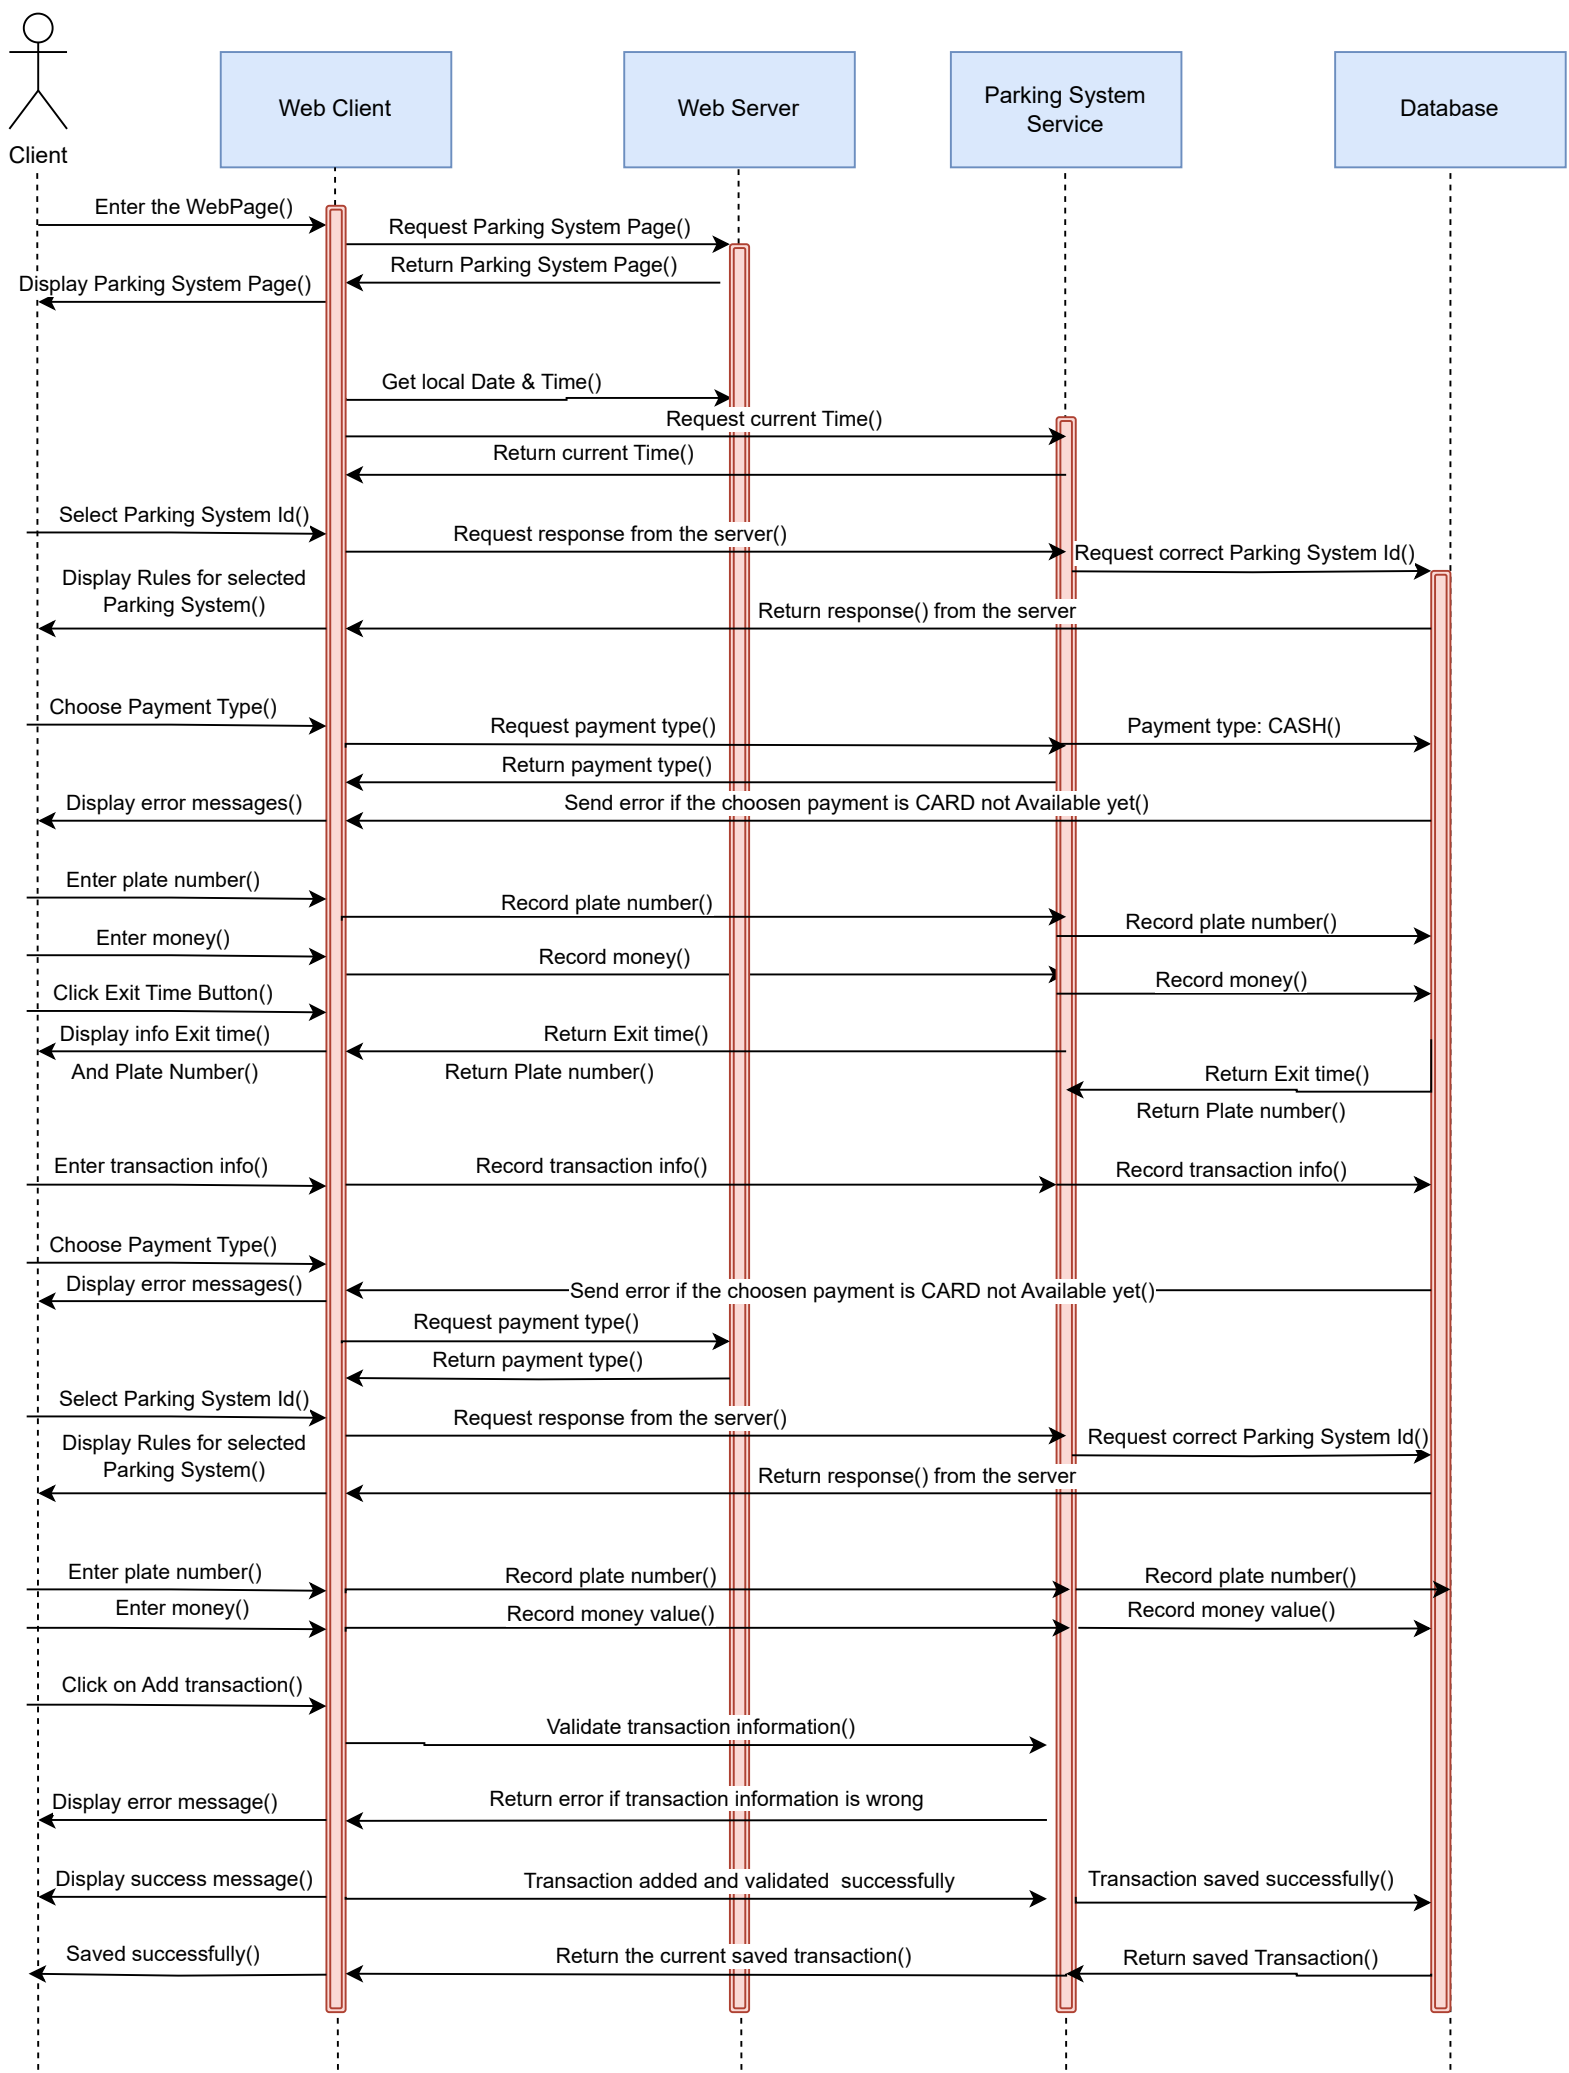 Client
Web Client
Web Server
Parking System
Service
Database
Enter the WebPage()
Request Parking System Page()
Return Parking System Page()
Display Parking System Page()
Get local Date & Time()
Request current Time()
Return current Time()
Select Parking System Id()
Request response from the server()
Request correct Parking System Id()
Display Rules for selected
Parking System()
Return response() from the server
Choose Payment Type()
Request payment type()
Payment type: CASH()
Return payment type()
Display error messages()
Send error if the choosen payment is CARD not Available yet()
Enter plate number()
Record plate number()
Record plate number()
Enter money()
Record money()
Record money()
Click Exit Time Button()
Display info Exit time()
Return Exit time()
And Plate Number()
Return Plate number()
Return Exit time()
Return Plate number()
Enter transaction info()
Record transaction info()
Record transaction info()
Choose Payment Type()
Display error messages()
Send error if the choosen payment is CARD not Available yet()
Request payment type()
Return payment type()
Select Parking System Id()
Request response from the server()
Request correct Parking System Id()
Display Rules for selected
Parking System()
Return response() from the server
Enter plate number()
Record plate number()
Record plate number()
Enter money()
Record money value()
Record money value()
Click on Add transaction()
Validate transaction information()
Return error if transaction information is wrong
Display error message()
Display success message()
Transaction added and validated  successfully
Transaction saved successfully()
Saved successfully()
Return the current saved transaction()
Return saved Transaction()